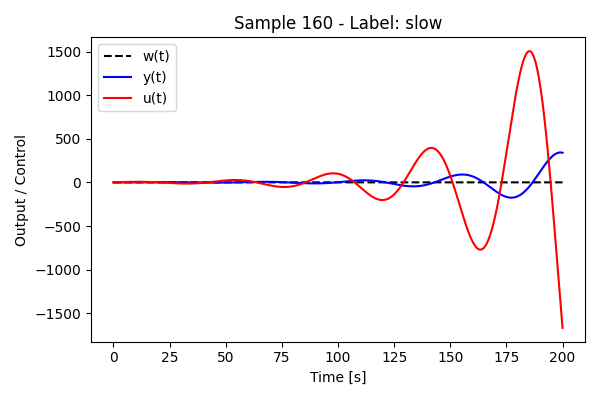 Sample 160 - Label: slow
w(t)
y(t)
u(t)
1500
1000
500
0
−500
−1000
−1500
Output / Control
0 25 50 75 100 125 150 175 200
Time [s]